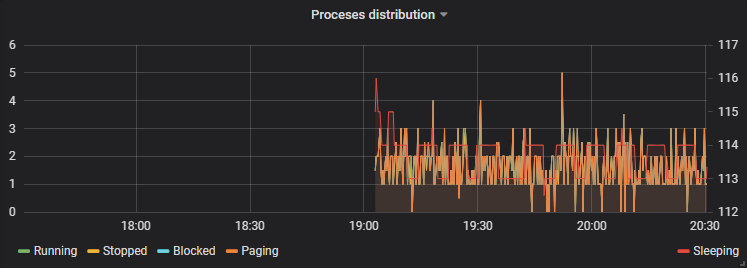 Proceses distribution
6 117
5 116
4 115
3
2 114
1 113
0 112
18:00 18:30 19:00 19:30 20:00 20:30
Running Stopped Blocked Paging Sleeping